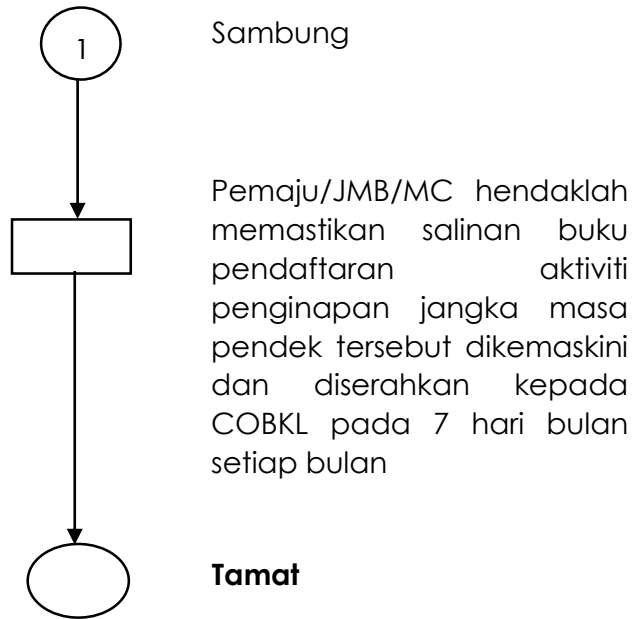 1
Sambung
Pemaju/JMB/MC hendaklah
memastikan salinan buku
pendaftaran aktiviti
penginapan jangka masa
pendek tersebut dikemaskini
dan diserahkan kepada
COBKL pada 7 hari bulan
setiap bulan
Tamat